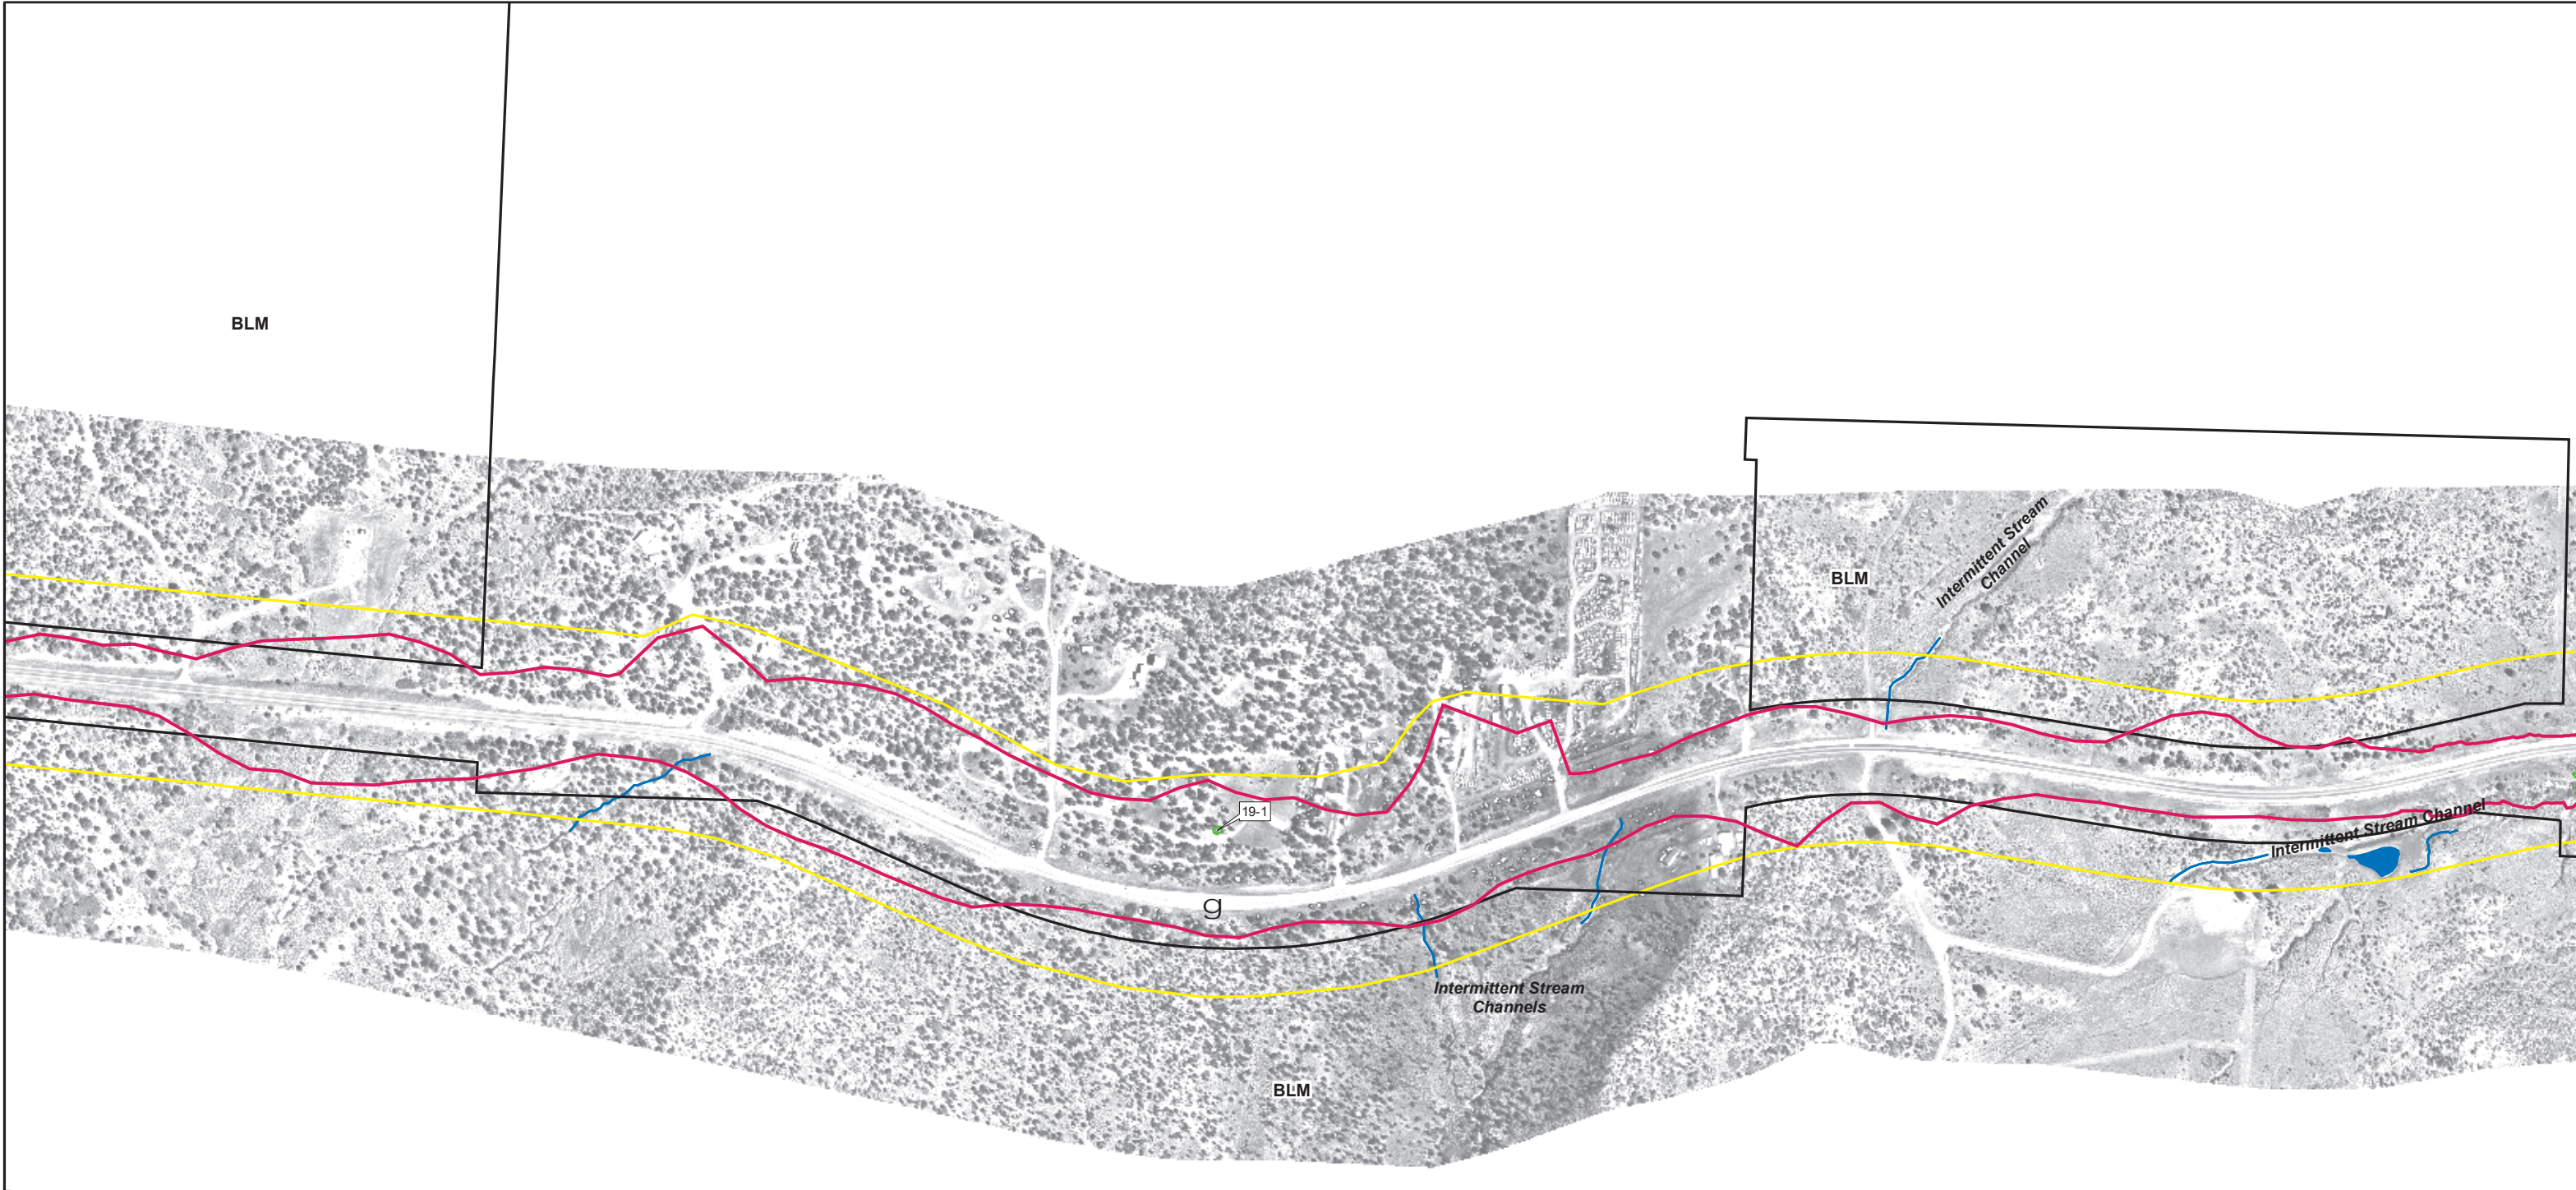 BLM
Intermittent Stream
Channel
BLM
19-1
Intermittent Stream Channel
g
Intermittent Stream
Channels
BLM